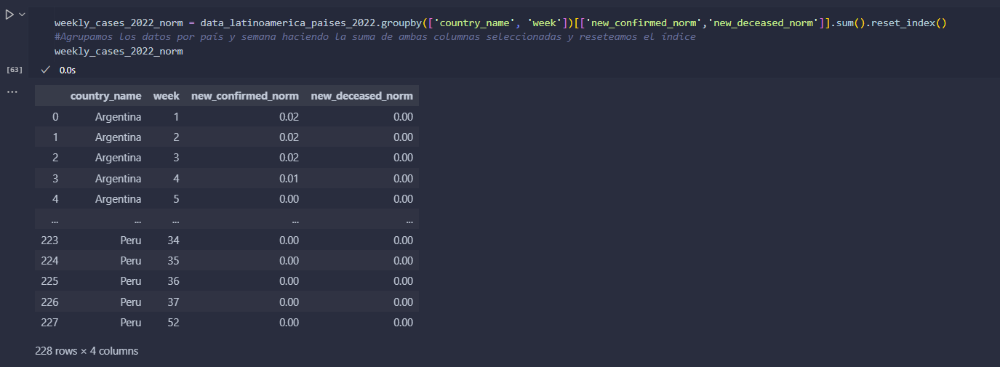 weekly_cases_2022_norm = data_latinoamerica_paises_2022.groupby(['country_name', 'week'])[['new_confirmed_norm','new_deceased_norm']].sum().reset_index()
#Agrupamos los datos por país y semana haciendo la suma de ambas columnas seleccionadas y reseteamos el índice
weekly_cases_2022_norm
[63] ✓ 0.0s
...
country_name week new_confirmed_norm new_deceased_norm
0 Argentina 1 0.02 0.00
1 Argentina 2 0.02 0.00
2 Argentina 3 0.02 0.00
3 Argentina 4 0.01 0.00
4 Argentina 5 0.00 0.00
... ... ... ... ...
223 Peru 34 0.00 0.00
224 Peru 35 0.00 0.00
225 Peru 36 0.00 0.00
226 Peru 37 0.00 0.00
227 Peru 52 0.00 0.00
228 rows × 4 columns